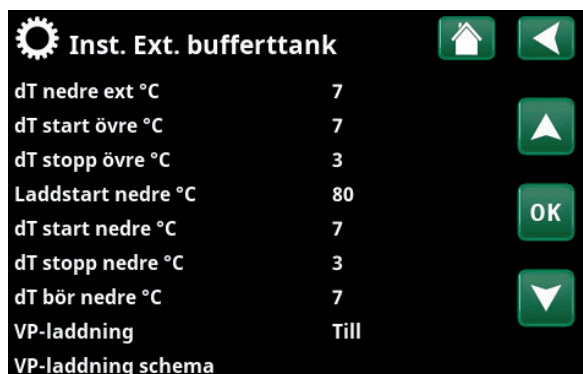 Inst. Ext. bufferttank
dT nedre ext °C 7
dT start övre °C 7
dT stopp övre °C 3
Laddstart nedre °C 80
dT start nedre °C 7
dT stopp nedre °C 3
dT bör nedre °C 7
VP-laddning Till
VP-laddning schema
OK